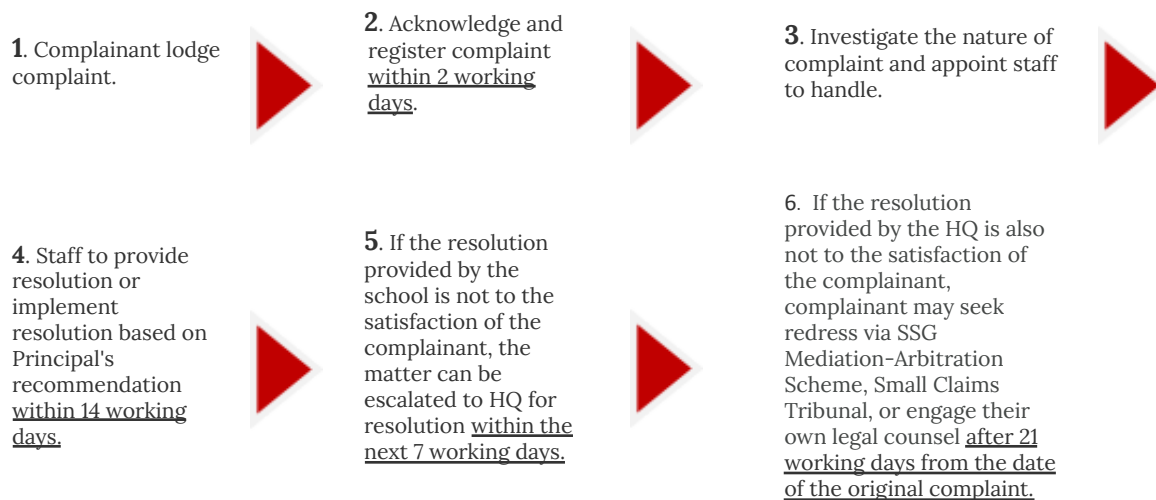 1. Complainant lodge
complaint.
2. Acknowledge and
register complaint
within 2 working
days.
3. Investigate the nature of
complaint and appoint staff
to handle.
4. Staff to provide
resolution or
implement
resolution based on
Principal's
recommendation
within 14 working
days.
5. If the resolution
provided by the
school is not to the
satisfaction of the
complainant, the
matter can be
escalated to HQ for
resolution within the
next 7 working days.
6. If the resolution
provided by the HQ is also
not to the satisfaction of
the complainant,
complainant may seek
redress via SSG
Mediation-Arbitration
Scheme, Small Claims
Tribunal, or engage their
own legal counsel after 21
working days from the date
of the original complaint.